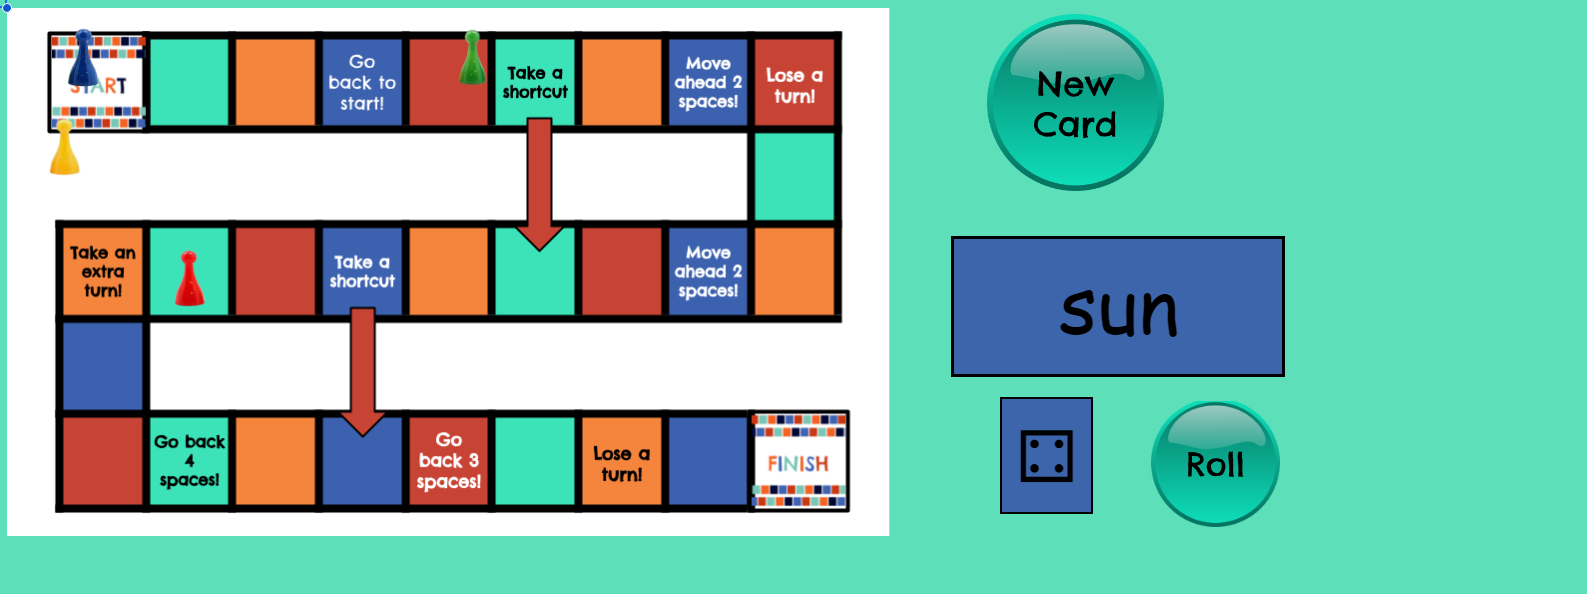 START
Go
back to
start!
Take a
shortcut
Move
ahead 2
spaces!
Lose a
turn!
Take an
extra
turn!
Take a
shortcut
Move
ahead 2
spaces!
Go back
4
spaces!
Go
back 3
spaces!
Lose a
turn!
FINISH
New
Card
sun
Roll